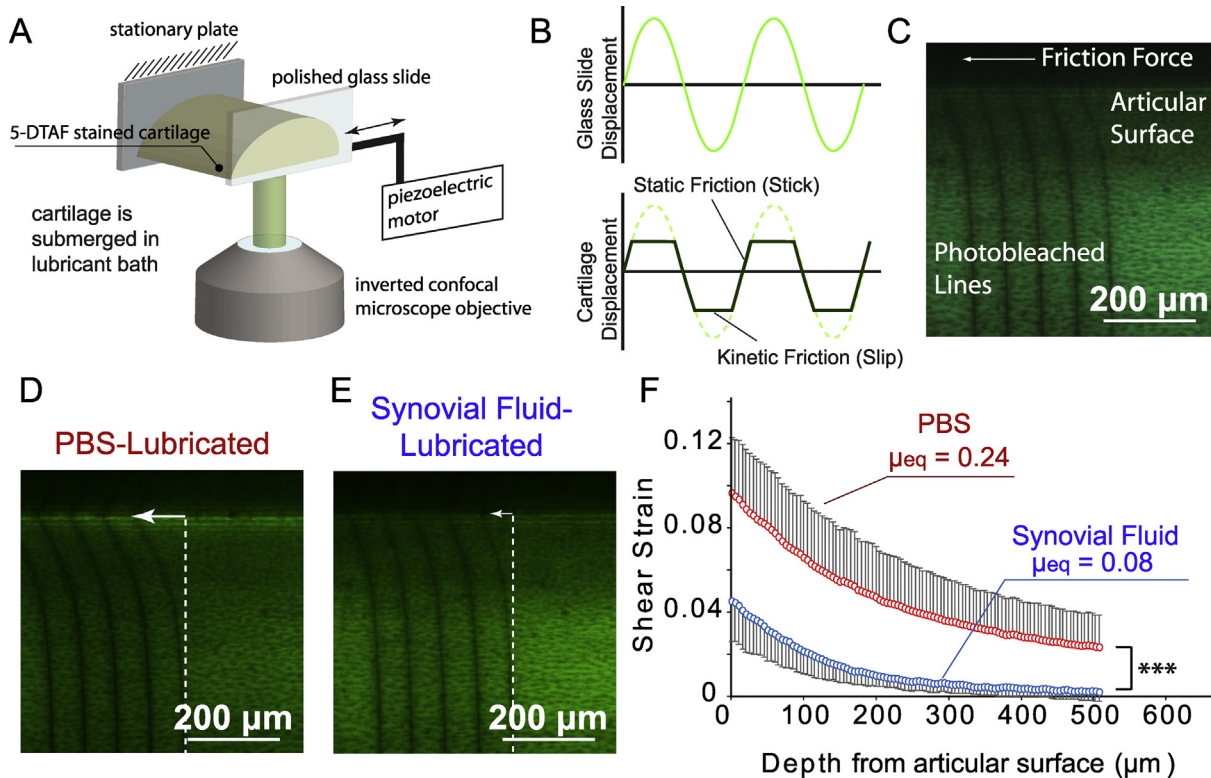 A
stationary plate
polished glass slide
5-DTAF stained cartilage
piezoelectric
motor
cartilage is
submerged in
lubricant bath
inverted confocal
microscope objective
B
Glass Slide
Displacement
Static Friction (Stick)
Cartilage
Displacement
Kinetic Friction (Slip)
C
Friction Force
Articular
Surface
Photobleached
Lines
200 µm
D
PBS-Lubricated
200 µm
E
Synovial Fluid-
Lubricated
200 µm
F
PBS
µeq = 0.24
Synovial Fluid
µeq = 0.08
***
Shear Strain
0.12
0.08
0.04
0
0 100 200 300 400 500 600
Depth from articular surface (µm)